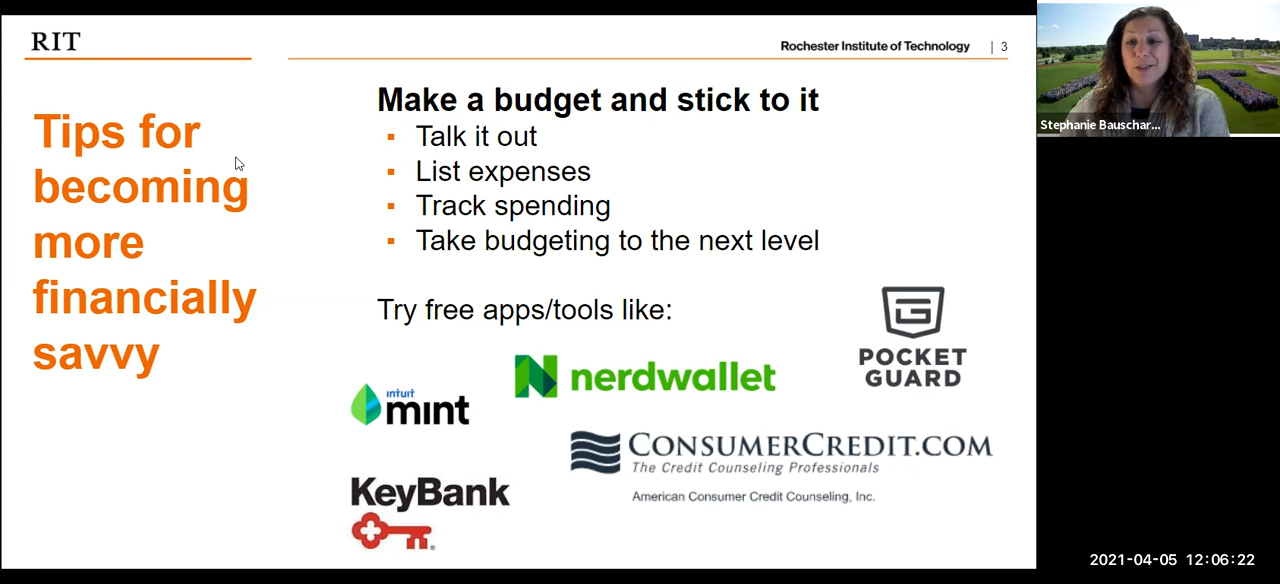 RIT
Rochester Institute of Technology | 3
Tips for
becoming
more
financially
savvy
Make a budget and stick to it
▪ Talk it out
▪ List expenses
▪ Track spending
▪ Take budgeting to the next level
Try free apps/tools like:
POCKET
GUARD
nerdwallet
intuit
mint
ConsumerCredit.com
The Credit Counseling Professionals
American Consumer Credit Counseling, Inc.
KeyBank
Stephanie Bauschar...
2021-04-05 12:06:22